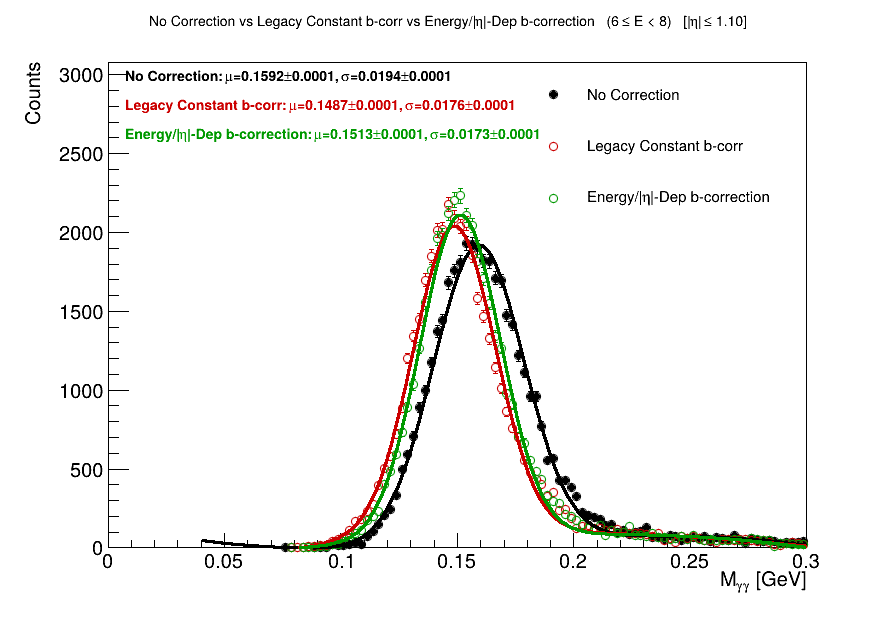 No Correction vs Legacy Constant b-corr vs Energy/|η|-Dep b-correction (6 ≤ E < 8) [|η| ≤ 1.10]
Counts
3000
2500
2000
1500
1000
500
0
No Correction: μ=0.1592±0.0001, σ=0.0194±0.0001
Legacy Constant b-corr: μ=0.1487±0.0001, σ=0.0176±0.0001
Energy/|η|-Dep b-correction: μ=0.1513±0.0001, σ=0.0173±0.0001
No Correction
Legacy Constant b-corr
Energy/|η|-Dep b-correction
0 0.05 0.1 0.15 0.2 0.25 0.3
Mγγ [GeV]